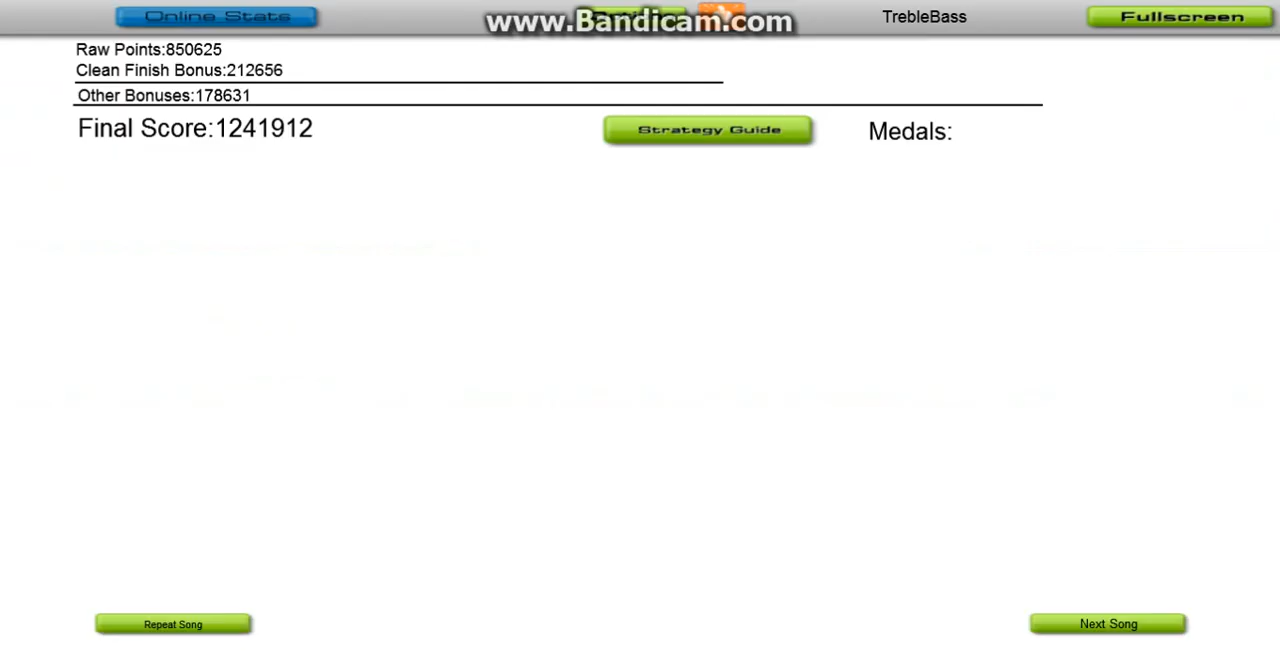 Online Stats
www.Bandicam.com
TrebleBass
Fullscreen
Raw Points:850625
Clean Finish Bonus:212656
Other Bonuses:178631
Final Score:1241912
Strategy Guide
Medals:
Repeat Song
Next Song